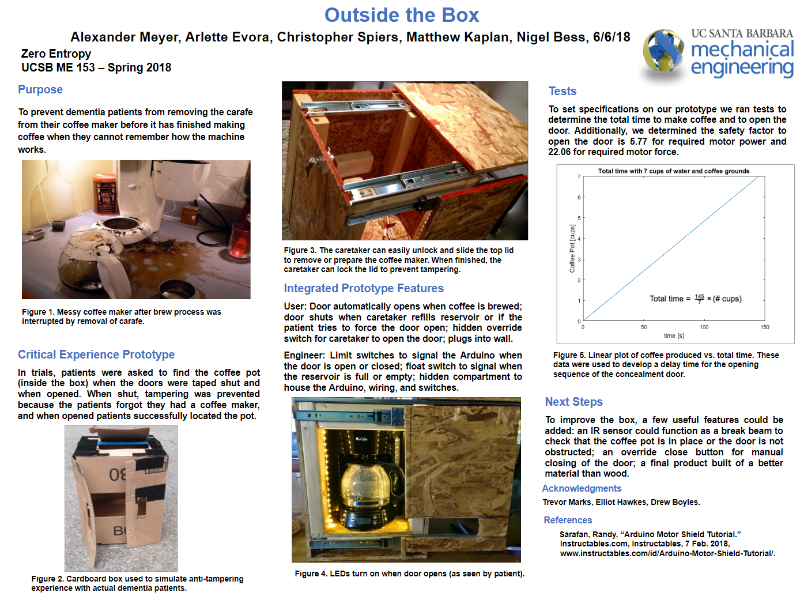 Outside the Box
Alexander Meyer, Arlette Evora, Christopher Spiers, Matthew Kaplan, Nigel Bess, 6/6/18
UC SANTA BARBARA
mechanical
engineering
Zero Entropy
UCSB ME 153 – Spring 2018
Purpose
To prevent dementia patients from removing the carafe
from their coffee maker before it has finished making
coffee when they cannot remember how the machine
works.
Figure 1. Messy coffee maker after brew process was
interrupted by removal of carafe.
Critical Experience Prototype
In trials, patients were asked to find the coffee pot
(inside the box) when the doors were taped shut and
when opened. When shut, tampering was prevented
because the patients forgot they had a coffee maker,
and when opened patients successfully located the pot.
Figure 2. Cardboard box used to simulate anti-tampering
experience with actual dementia patients.
Figure 3. The caretaker can easily unlock and slide the top lid
to remove or prepare the coffee maker. When finished, the
caretaker can lock the lid to prevent tampering.
Integrated Prototype Features
User: Door automatically opens when coffee is brewed;
door shuts when caretaker refills reservoir or if the
patient tries to force the door open; hidden override
switch for caretaker to open the door; plugs into wall.
Engineer: Limit switches to signal the Arduino when
the door is open or closed; float switch to signal when
the reservoir is full or empty; hidden compartment to
house the Arduino, wiring, and switches.
Figure 4. LEDs turn on when door opens (as seen by patient).
Tests
To set specifications on our prototype we ran tests to
determine the total time to make coffee and to open the
door. Additionally, we determined the safety factor to
open the door is 5.77 for required motor power and
22.06 for required motor force.
Total time with 7 cups of water and coffee grounds
Coffee Pot [cups]
7
6
5
4
3
2
1
0
Total time = 145/7 × (# cups)
0 50 100 150
time [s]
Figure 5. Linear plot of coffee produced vs. total time. These
data were used to develop a delay time for the opening
sequence of the concealment door.
Next Steps
To improve the box, a few useful features could be
added: an IR sensor could function as a break beam to
check that the coffee pot is in place or the door is not
obstructed; an override close button for manual
closing of the door; a final product built of a better
material than wood.
Acknowledgments
Trevor Marks, Elliot Hawkes, Drew Boyles.
References
Sarafan, Randy. "Arduino Motor Shield Tutorial."
Instructables.com, Instructables, 7 Feb. 2018,
www.instructables.com/id/Arduino-Motor-Shield-Tutorial/.